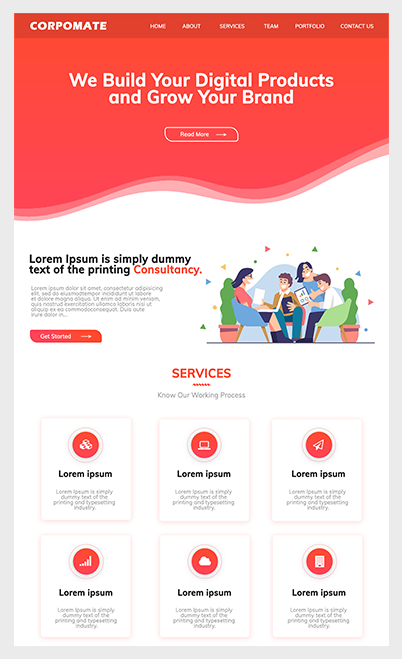 CORPOMATE
HOME ABOUT SERVICES TEAM PORTFOLIO CONTACT US
We Build Your Digital Products
and Grow Your Brand
Read More
Lorem Ipsum is simply dummy
text of the printing Consultancy.
Lorem ipsum dolor sit amet, consectetur adipisicing
elit, sed do eiusmodtempor incididunt ut labore
et dolore magna aliqua. Ut enim ad minim veniam,
quis nostrud exercitation ullamco laboris nisi ut
aliquip ex ea commodoconsequat. Duis aute
irure dolor in...
Get Started
SERVICES
Know Our Working Process
Lorem ipsum
Lorem Ipsum is simply
dummy text of the
printing and typesetting
industry.
Lorem ipsum
Lorem Ipsum is simply
dummy text of the
printing and typesetting
industry.
Lorem ipsum
Lorem Ipsum is simply
dummy text of the
printing and typesetting
industry.
Lorem ipsum
Lorem Ipsum is simply
dummy text of the
printing and typesetting
industry.
Lorem ipsum
Lorem Ipsum is simply
dummy text of the
printing and typesetting
industry.
Lorem ipsum
Lorem Ipsum is simply
dummy text of the
printing and typesetting
industry.